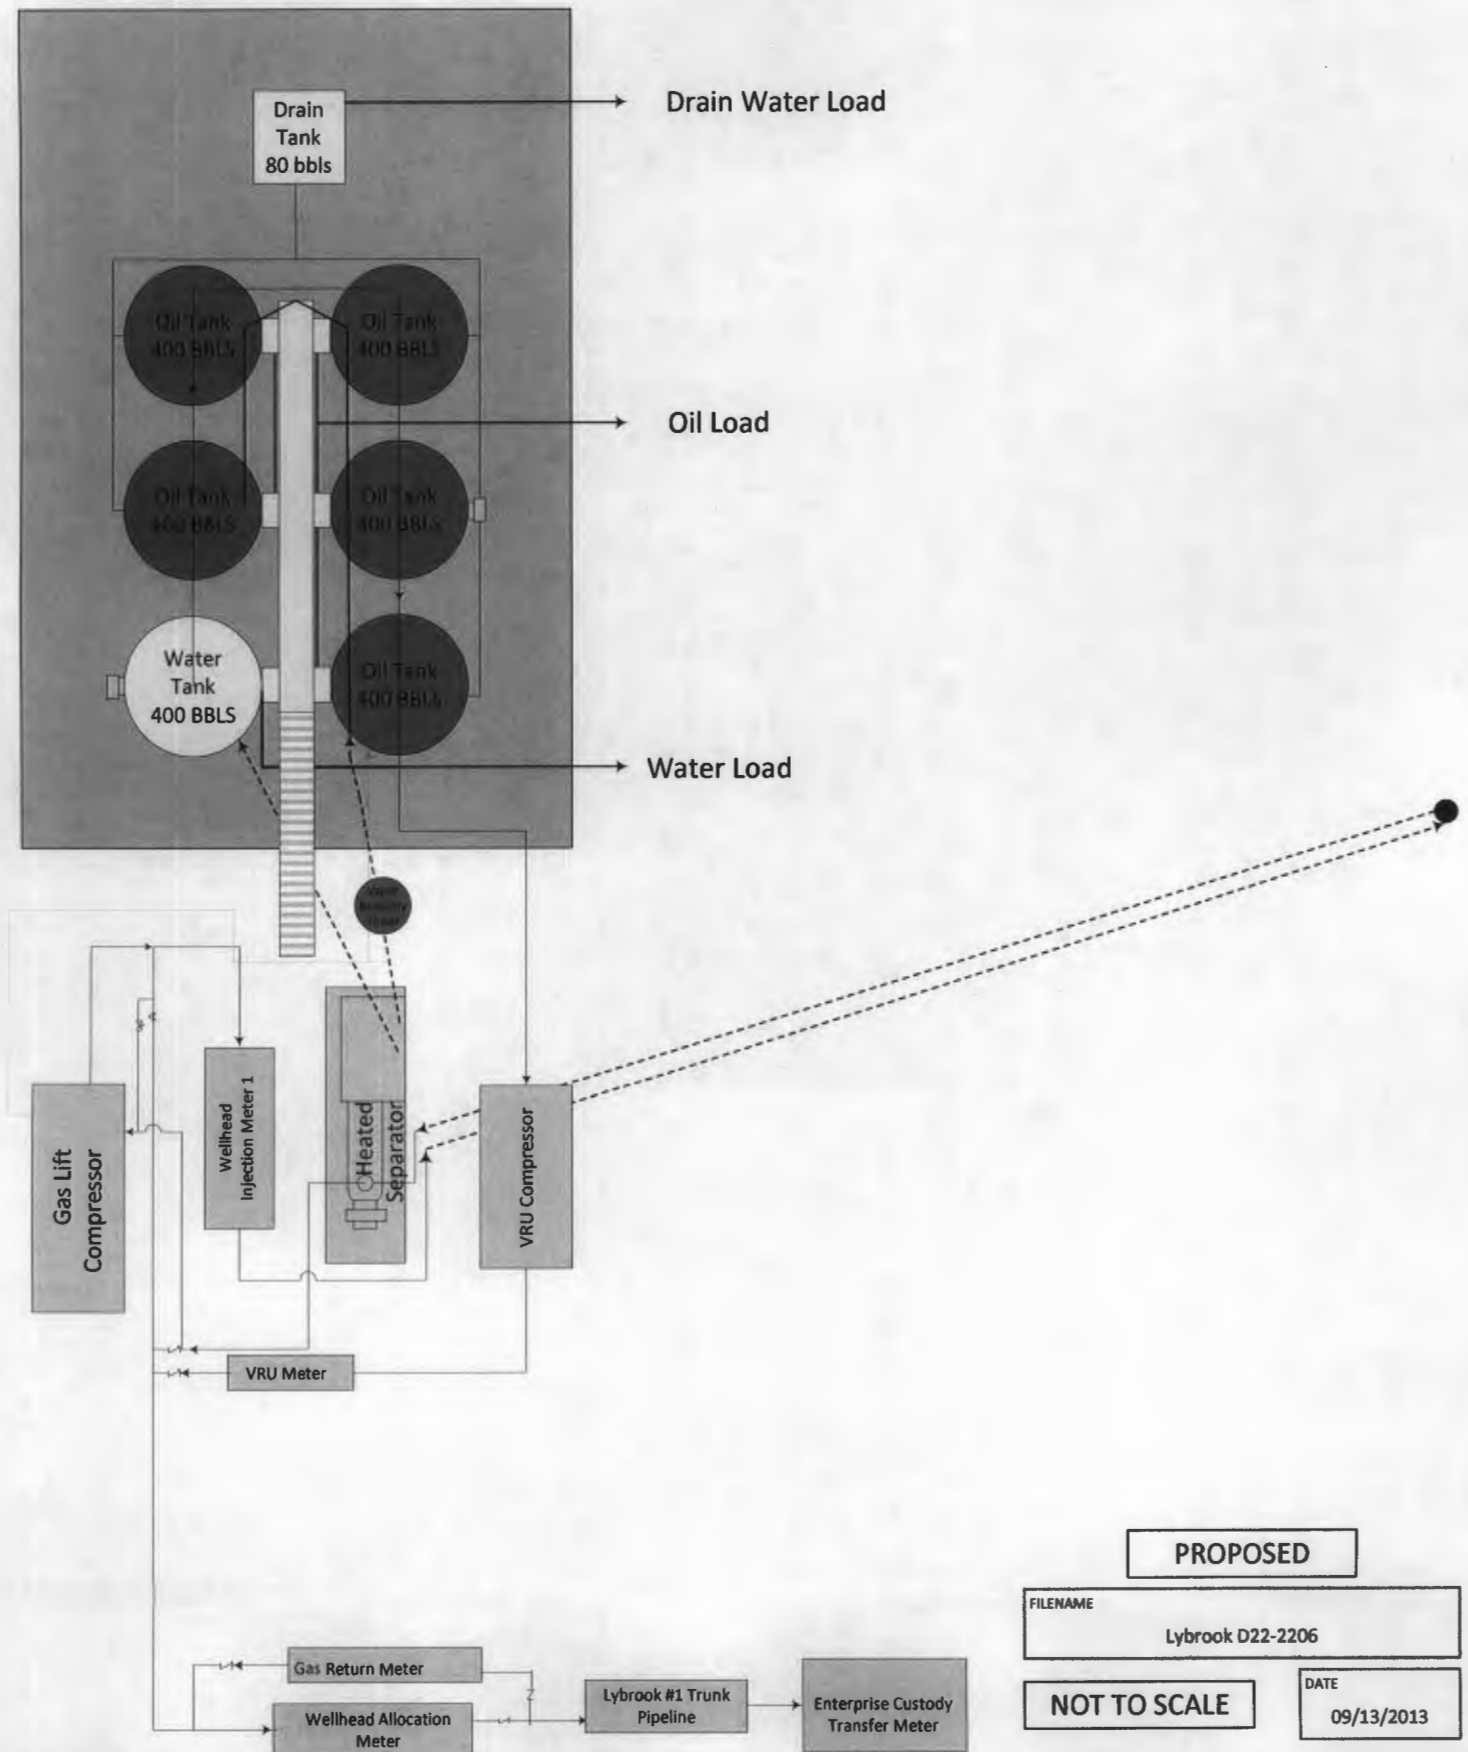 Drain
Tank
80 bbls
Drain Water Load
Oil Tank
400 BBLS
Oil Tank
400 BBLS
Oil Load
Oil Tank
400 BBLS
Oil Tank
400 BBLS
Water
Tank
400 BBLS
Oil Tank
400 BBLS
Water Load
Vapor
Recovery
Tower
Gas Lift
Compressor
Wellhead
Injection Meter 1
Heated
Separator
VRU Compressor
VRU Meter
Gas Return Meter
Wellhead Allocation
Meter
Lybrook #1 Trunk
Pipeline
Enterprise Custody
Transfer Meter
PROPOSED
FILENAME
Lybrook D22-2206
NOT TO SCALE
DATE
09/13/2013